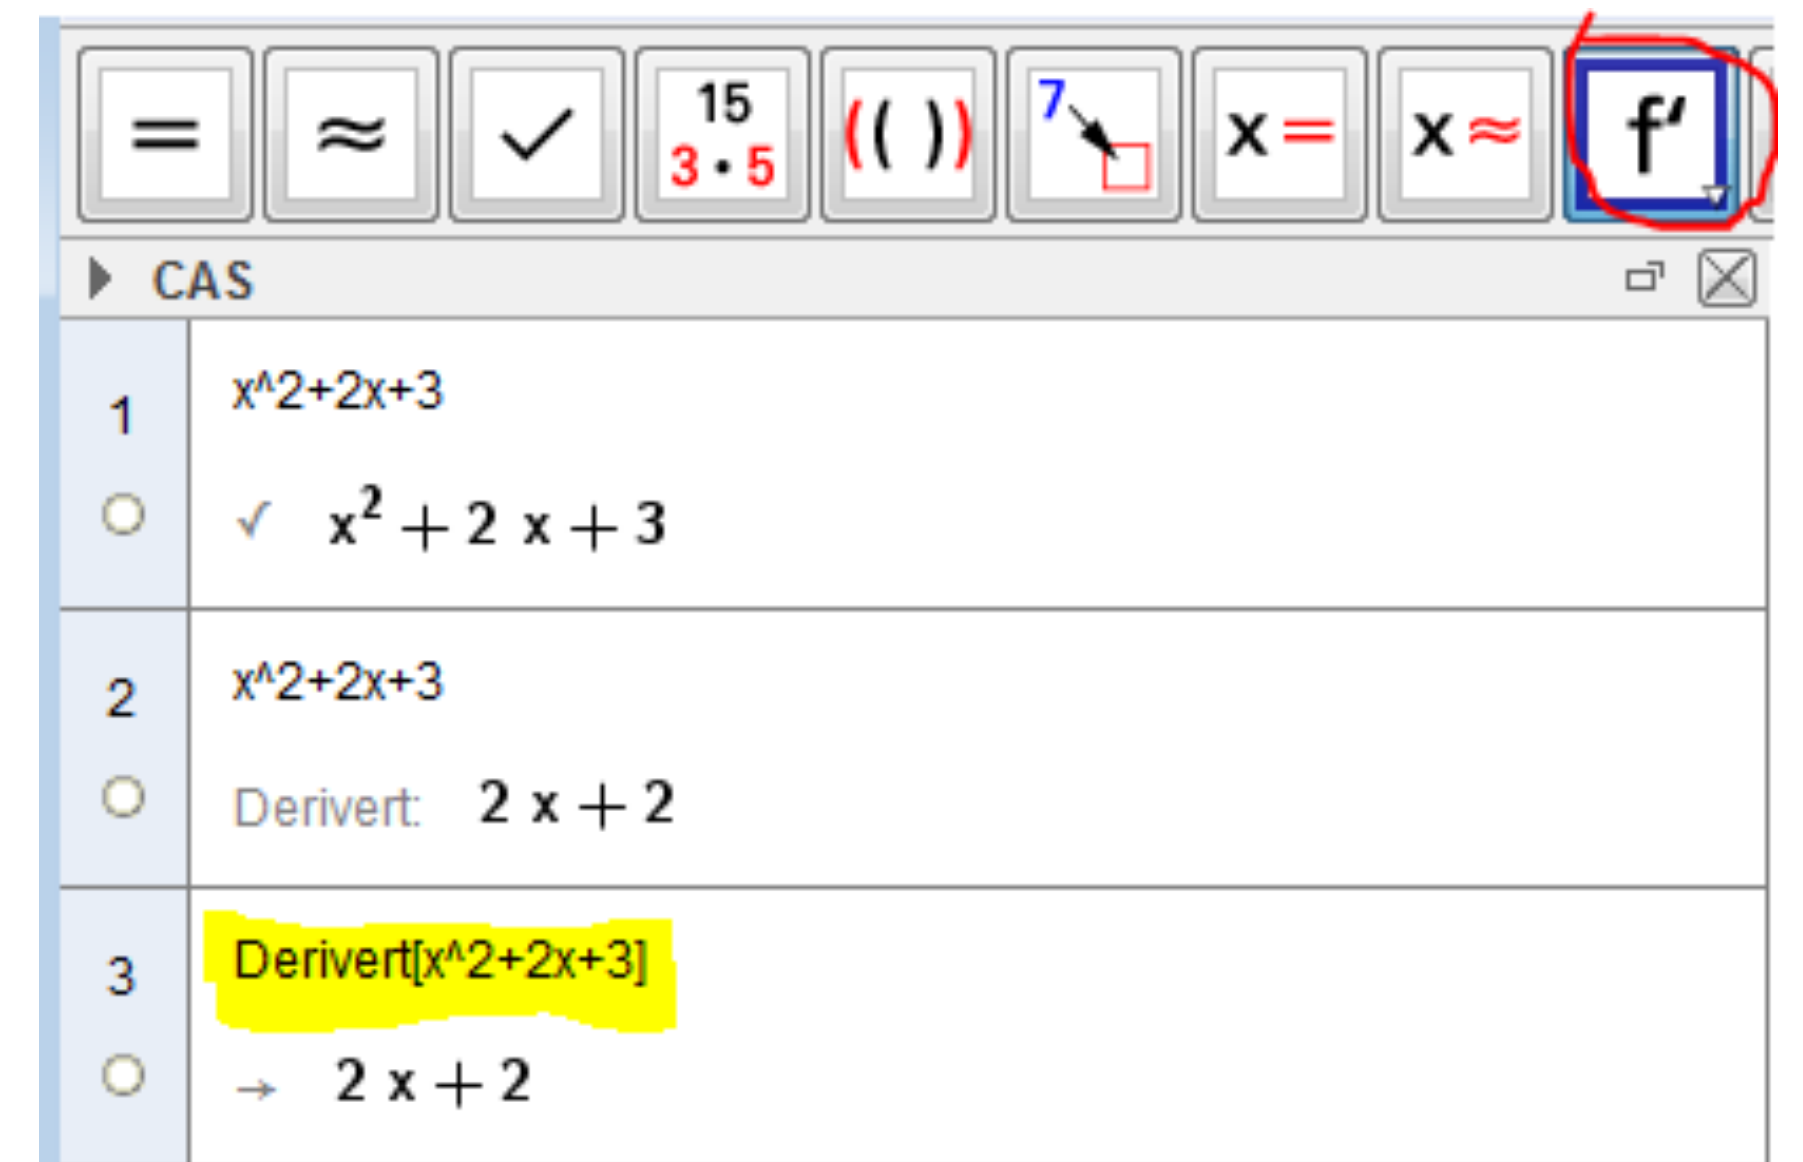 = ≈ ✓ 15 (( )) 7 x = x ≈ f′
3 · 5
CAS
1 x^2+2x+3
✓ x² + 2 x + 3
2 x^2+2x+3
Derivert: 2 x + 2
3 Derivert[x^2+2x+3]
→ 2 x + 2